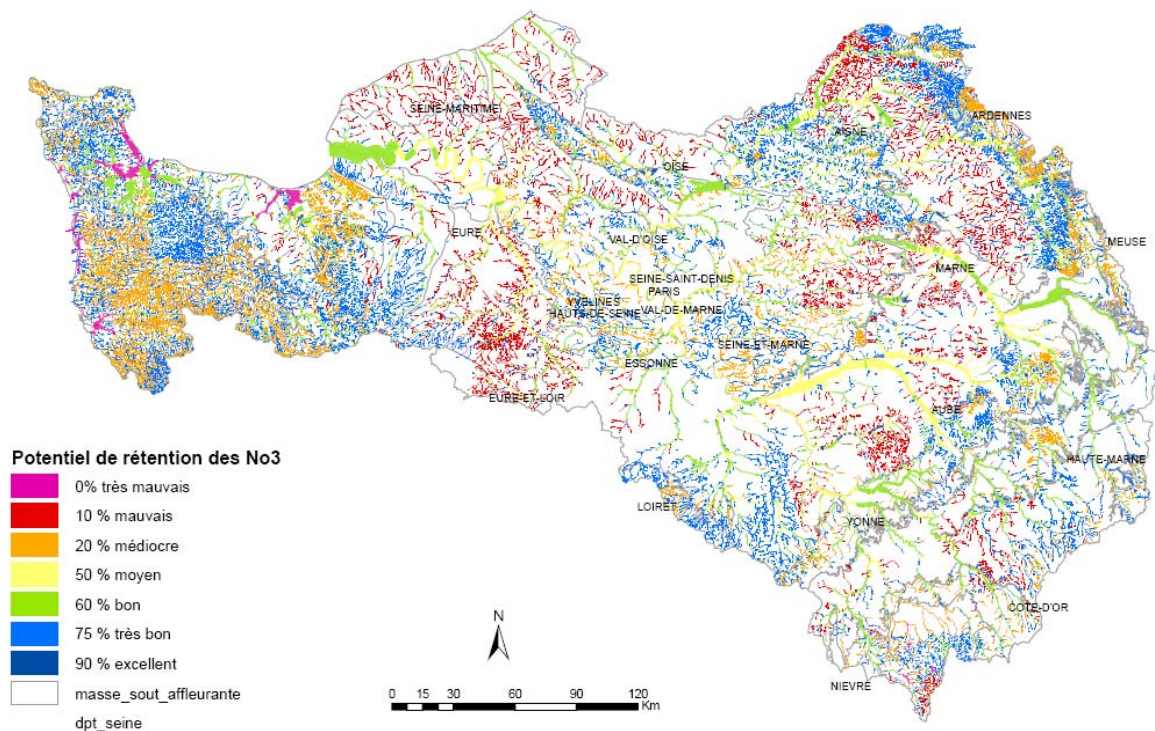 SEINE-MARITIME
ARDENNES
AISNE
OISE
MEUSE
EURE
VAL-D'OISE
MARNE
SEINE-SAINT-DENIS
PARIS
YVELINES
HAUTS-DE-SEINE
VAL-DE-MARNE
SEINE-ET-MARNE
ESSONNE
EURE-ET-LOIR
AUBE
HAUTE-MARNE
LOIRET
YONNE
COTE-D'OR
NIEVRE
Potentiel de rétention des No3
0% très mauvais
10 % mauvais
20 % médiocre
50 % moyen
60 % bon
75 % très bon
90 % excellent
masse_sout_affleurante
dpt_seine
N
0 15 30 60 90 120
Km